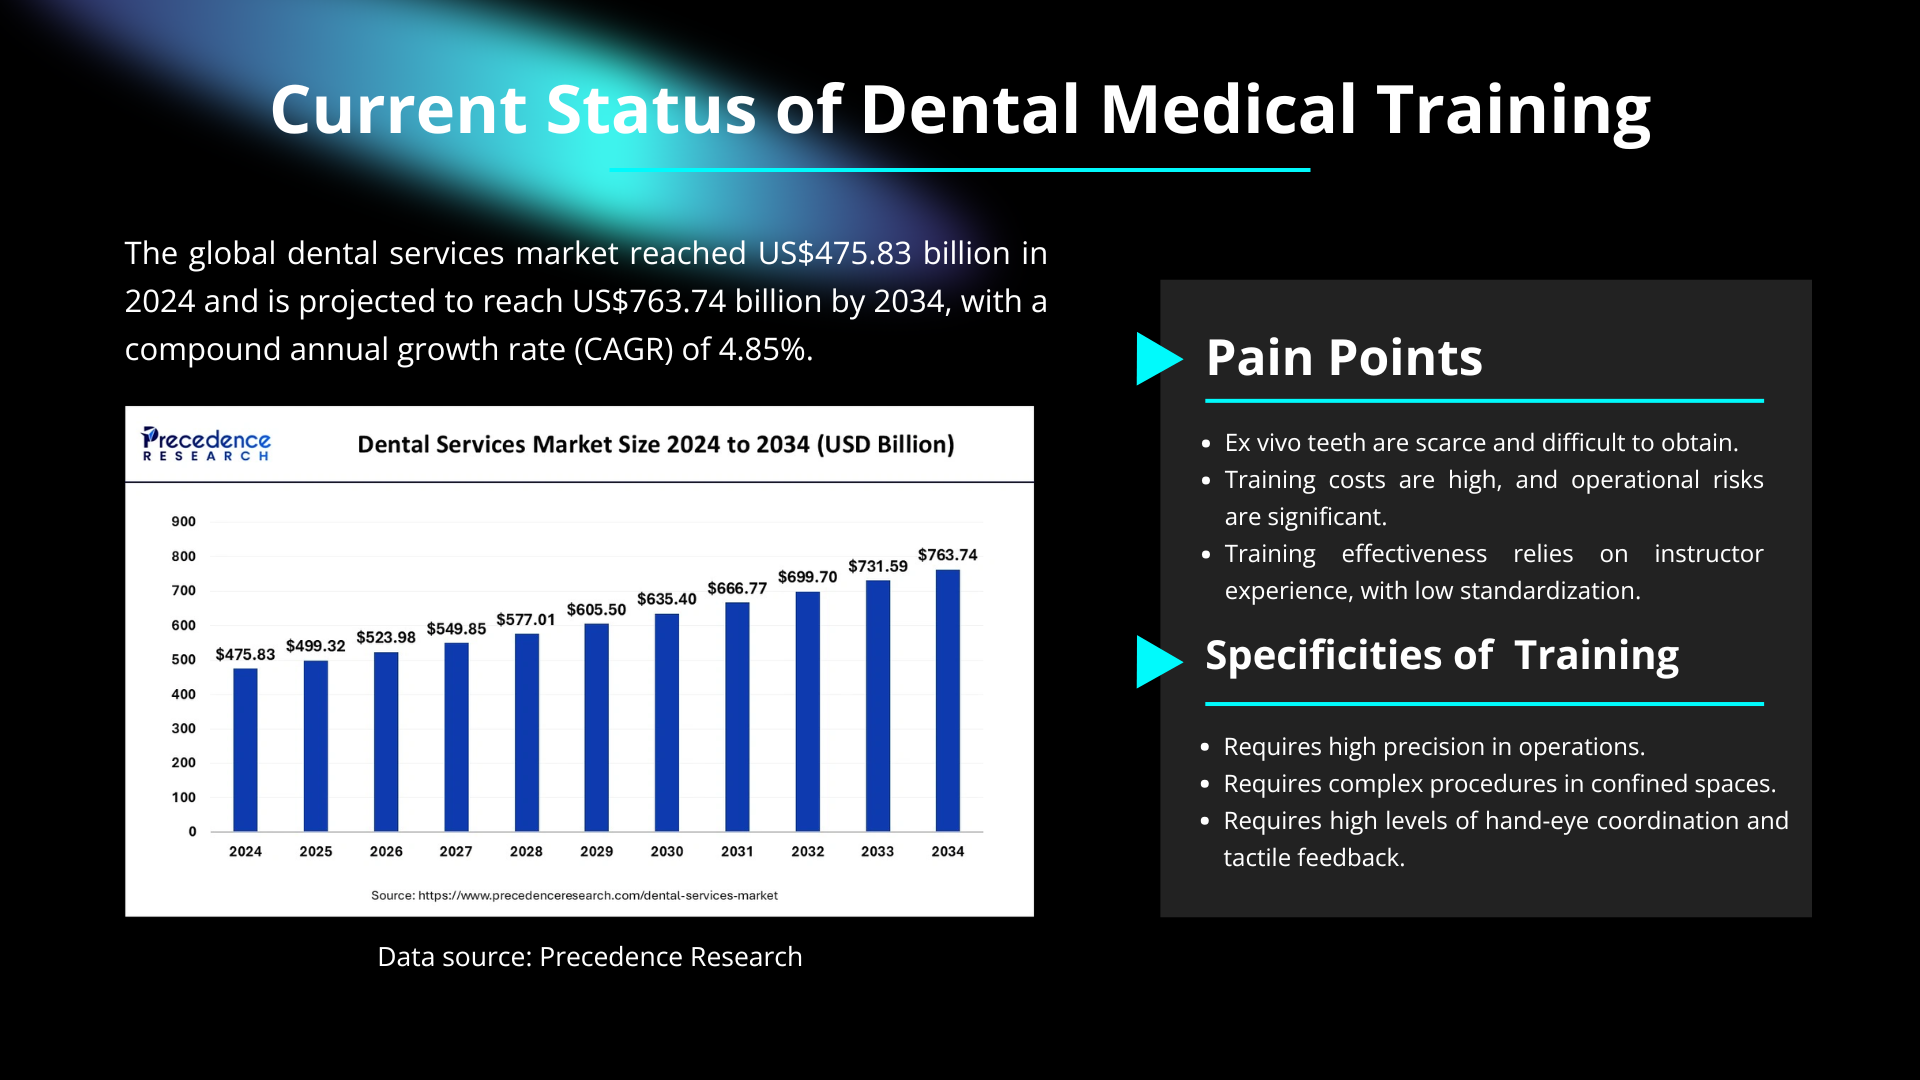 Current Status of Dental Medical Training
The global dental services market reached US$475.83 billion in
2024 and is projected to reach US$763.74 billion by 2034, with a
compound annual growth rate (CAGR) of 4.85%.
Precedence
RESEARCH
Dental Services Market Size 2024 to 2034 (USD Billion)
900
800
700
600
500
400
300
200
100
0
$475.83
$499.32
$523.98
$549.85
$577.01
$605.50
$635.40
$666.77
$699.70
$731.59
$763.74
2024 2025 2026 2027 2028 2029 2030 2031 2032 2033 2034
Source: https://www.precedenceresearch.com/dental-services-market
Data source: Precedence Research
Pain Points
• Ex vivo teeth are scarce and difficult to obtain.
• Training costs are high, and operational risks
are significant.
• Training effectiveness relies on instructor
experience, with low standardization.
Specificities of Training
• Requires high precision in operations.
• Requires complex procedures in confined spaces.
• Requires high levels of hand-eye coordination and
tactile feedback.